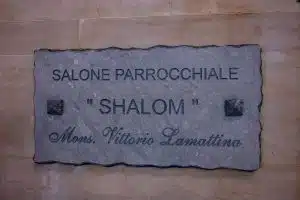 SALONE PARROCCHIALE
" SHALOM "
Mons. Vittorio Lamattina